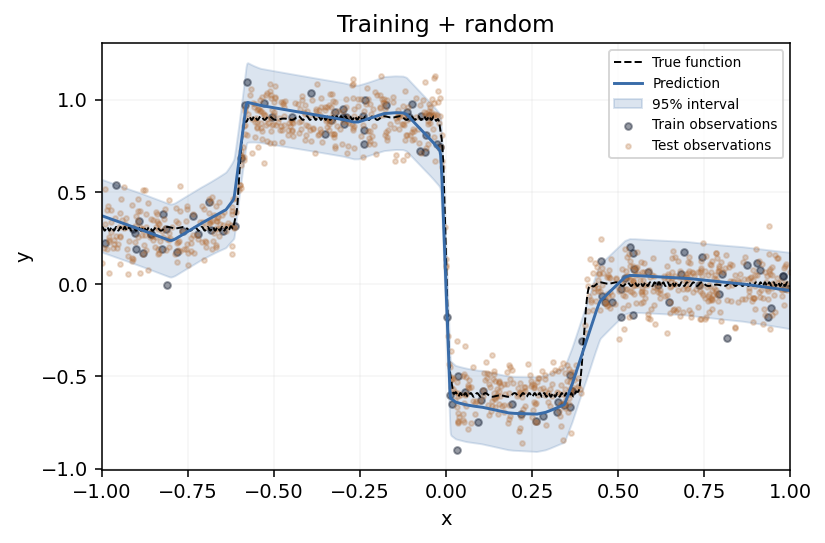 Training + random
True function
Prediction
95% interval
Train observations
Test observations
y
1.0
0.5
0.0
−0.5
−1.0
−1.00 −0.75 −0.50 −0.25 0.00 0.25 0.50 0.75 1.00
x